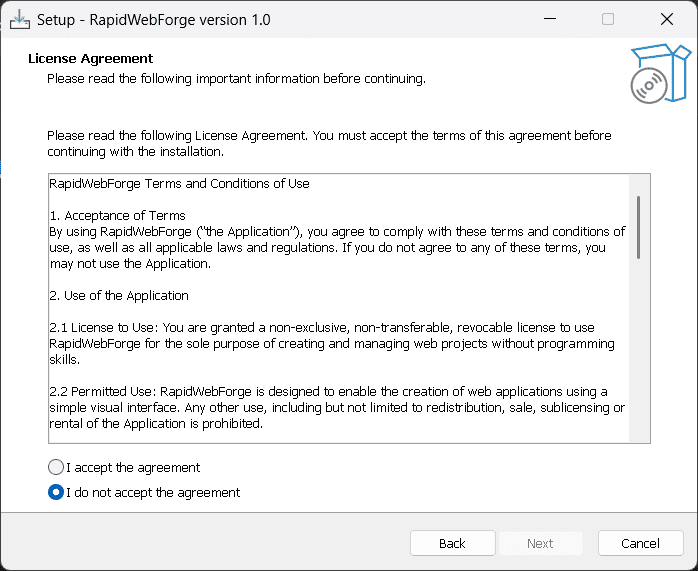 Setup - RapidWebForge version 1.0
License Agreement
Please read the following important information before continuing.
Please read the following License Agreement. You must accept the terms of this agreement before
continuing with the installation.
RapidWebForge Terms and Conditions of Use
1. Acceptance of Terms
By using RapidWebForge ("the Application"), you agree to comply with these terms and conditions of
use, as well as all applicable laws and regulations. If you do not agree to any of these terms, you
may not use the Application.
2. Use of the Application
2.1 License to Use: You are granted a non-exclusive, non-transferable, revocable license to use
RapidWebForge for the sole purpose of creating and managing web projects without programming
skills.
2.2 Permitted Use: RapidWebForge is designed to enable the creation of web applications using a
simple visual interface. Any other use, including but not limited to redistribution, sale, sublicensing or
rental of the Application is prohibited.
I accept the agreement
I do not accept the agreement
Back Next Cancel